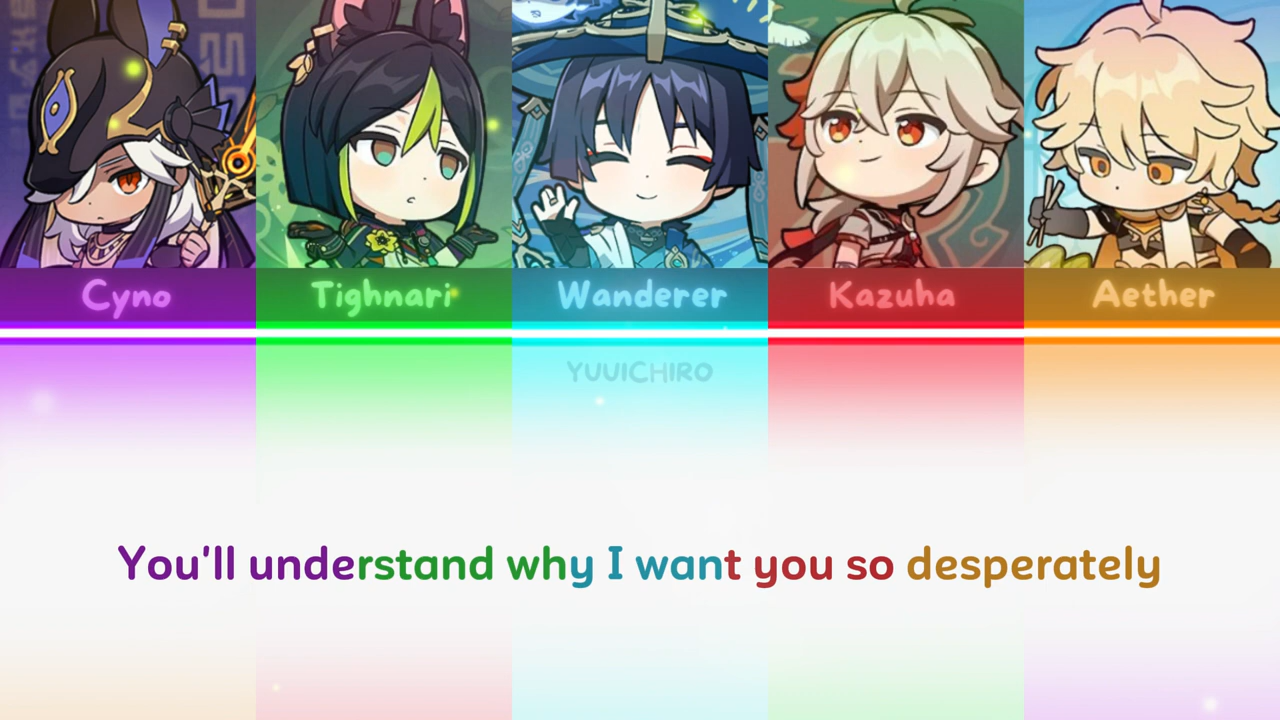 Cyno Tighnari Wanderer Kazuha Aether
YUUICHIRO
You'll understand why I want you so desperately